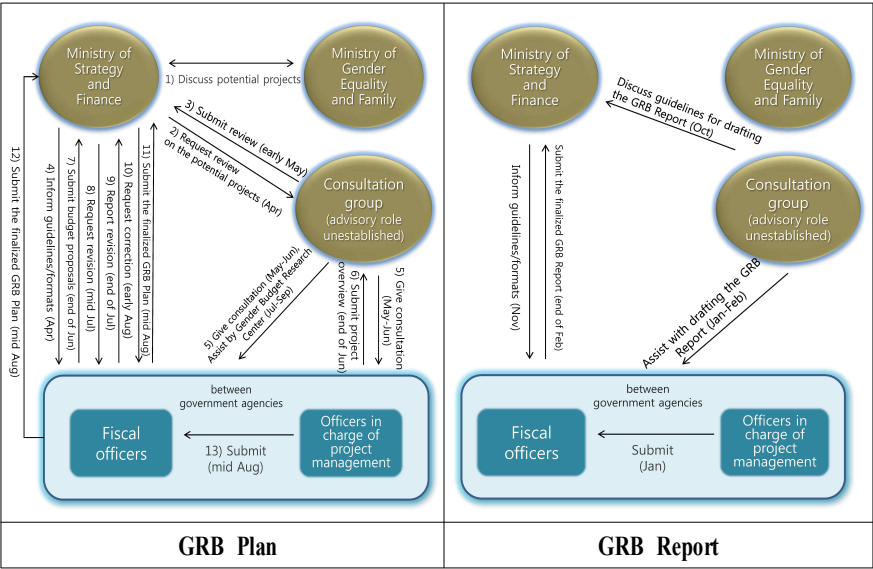 Ministry of
Strategy
and
Finance
1) Discuss potential projects
Ministry of
Gender
Equality
and Family
3) Submit review (early May)
2) Request review
on the potential projects (Apr)
Consultation
group
(advisory role
unestablished)
12) Submit the finalized GRB Plan (mid Aug)
4) Inform guidelines/formats (Apr)
7) Submit budget proposals (end of Jun)
8) Request revision (mid Jul)
9) Report revision (end of Jul)
10) Request correction (early Aug)
11) Submit the finalized GRB Plan (mid Aug)
5) Give consultation (May-Jun),
Assist by Gender Budget Research
Center (Jul-Sep)
6) Submit project
overview (end of Jun)
5) Give consultation
(May-Jun)
between
government agencies
Fiscal
officers
13) Submit
(mid Aug)
Officers in
charge of
project
management
GRB Plan
Ministry of
Strategy
and
Finance
Ministry of
Gender
Equality
and Family
Discuss guidelines for drafting
the GRB Report (Oct)
Consultation
group
(advisory role
unestablished)
Inform guidelines/formats (Nov)
Submit the finalized GRB Report (end of Feb)
Assist with drafting the GRB
Report (Jan-Feb)
between
government agencies
Fiscal
officers
Submit
(Jan)
Officers in
charge of
project
management
GRB Report